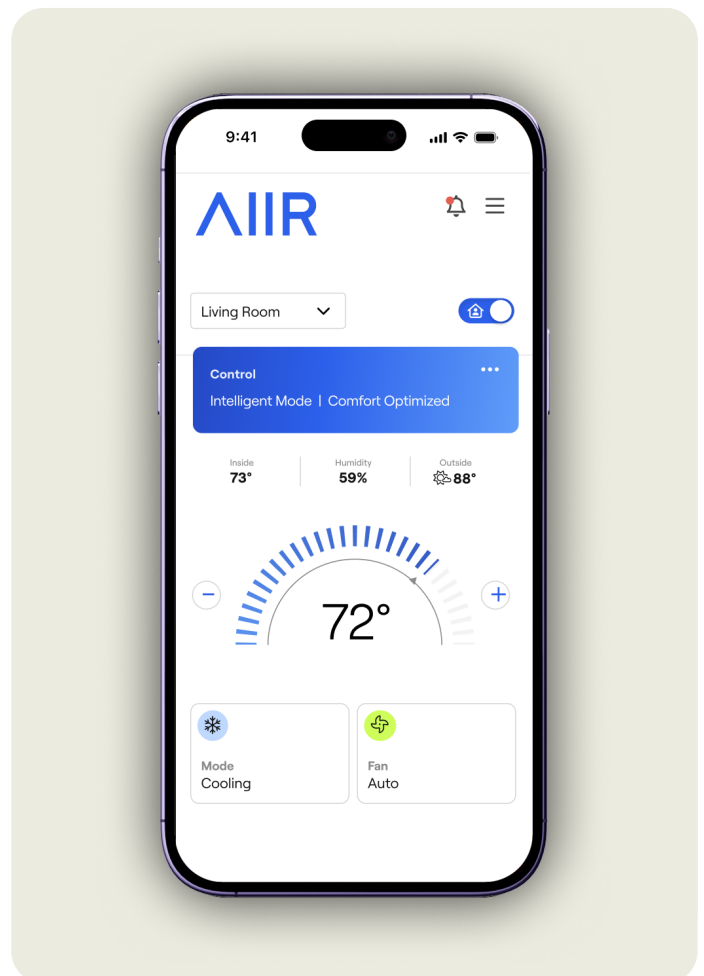 9:41
AIIR
Living Room
Control
Intelligent Mode | Comfort Optimized
Inside
73°
Humidity
59%
Outside
88°
72°
Mode
Cooling
Fan
Auto